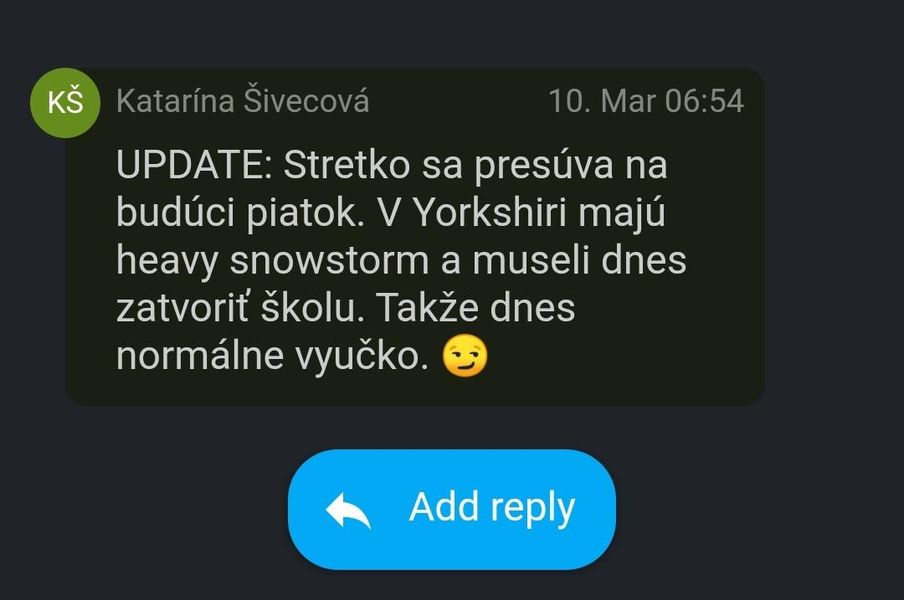 KŠ
Katarína Šivecová
10. Mar 06:54
UPDATE: Stretko sa presúva na
budúci piatok. V Yorkshiri majú
heavy snowstorm a museli dnes
zatvoriť školu. Takže dnes
normálne vyučko. 😏
Add reply